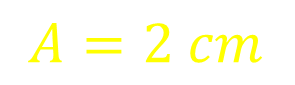 A = 2 cm